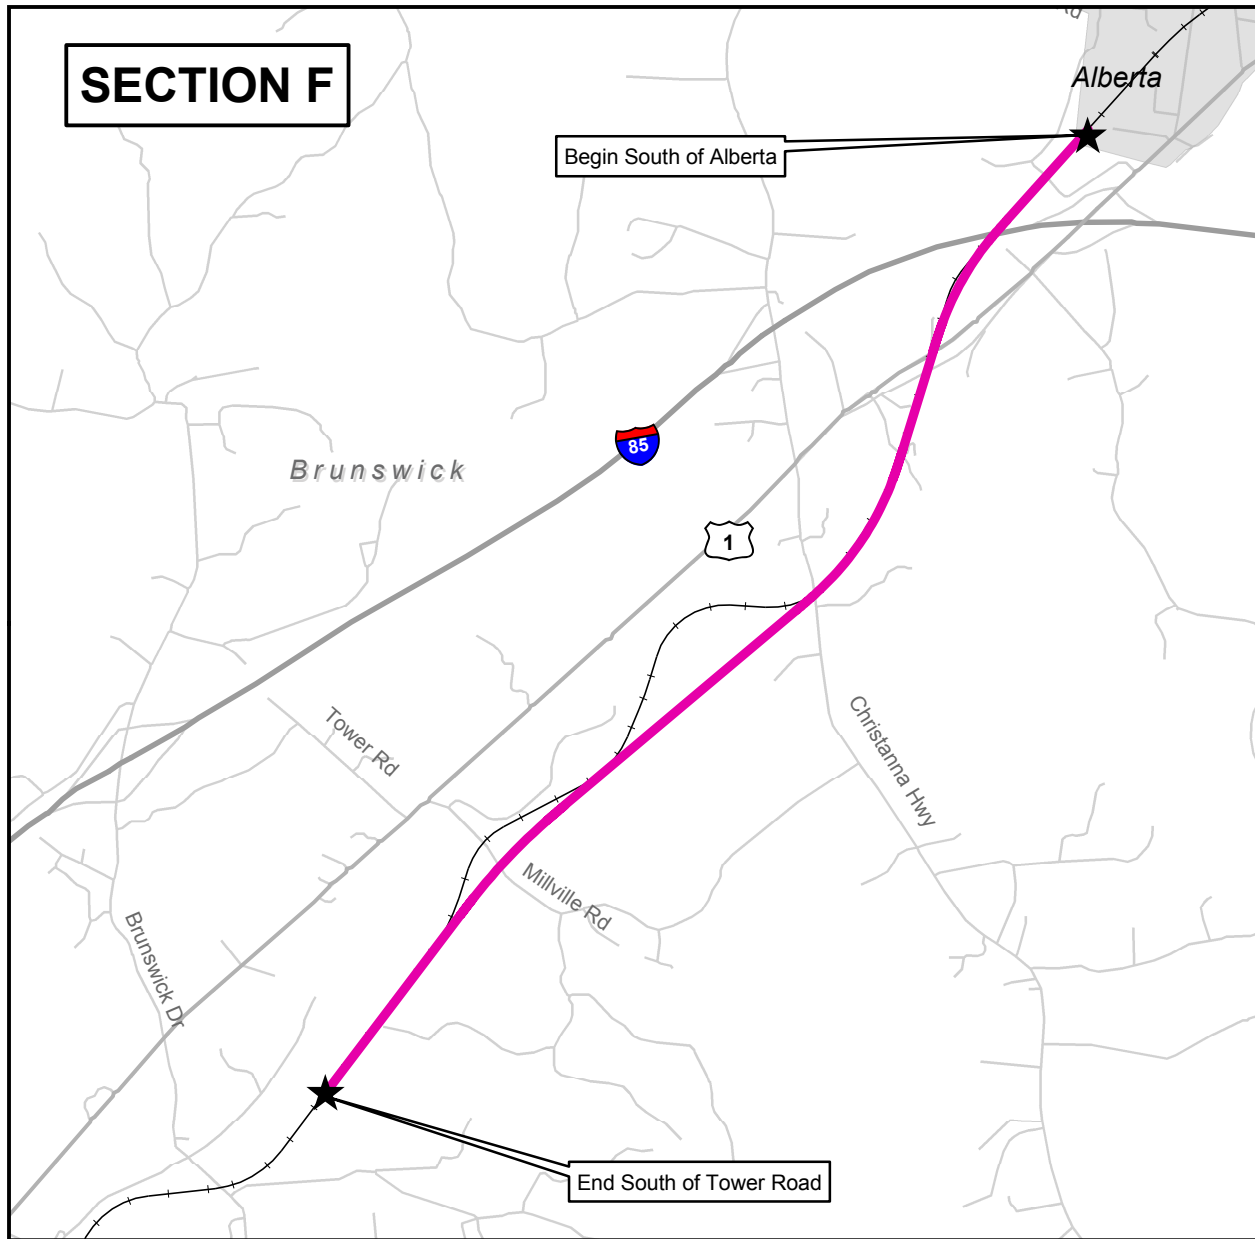 SECTION F
Rd
Alberta
Begin South of Alberta
85
Brunswick
1
Tower Rd
Christanna Hwy
Millville Rd
Brunswick Dr
End South of Tower Road